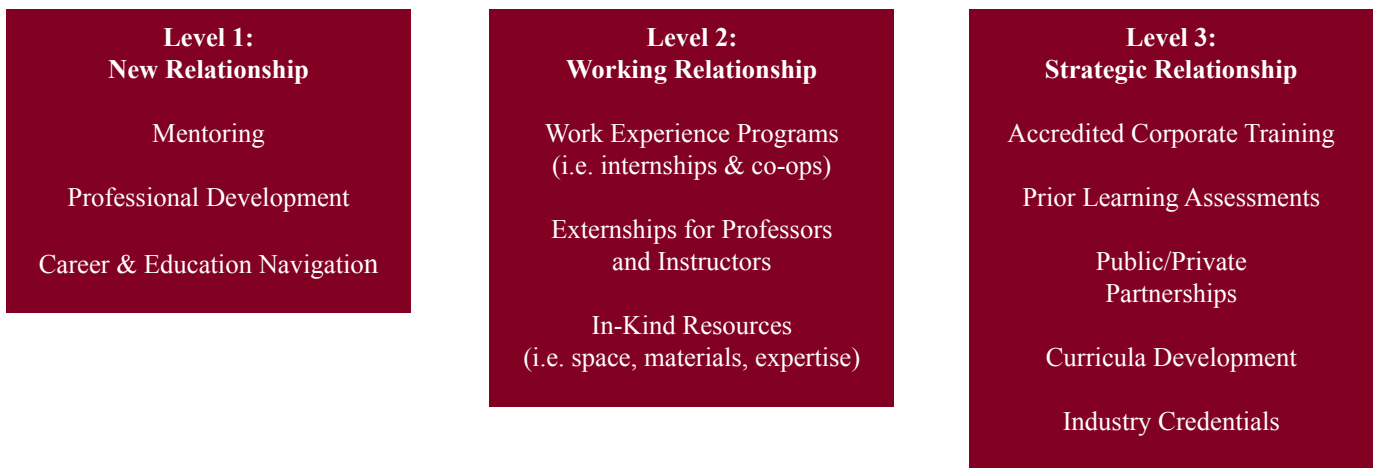 Level 1:
New Relationship
Mentoring
Professional Development
Career & Education Navigation
Level 2:
Working Relationship
Work Experience Programs
(i.e. internships & co-ops)
Externships for Professors
and Instructors
In-Kind Resources
(i.e. space, materials, expertise)
Level 3:
Strategic Relationship
Accredited Corporate Training
Prior Learning Assessments
Public/Private
Partnerships
Curricula Development
Industry Credentials